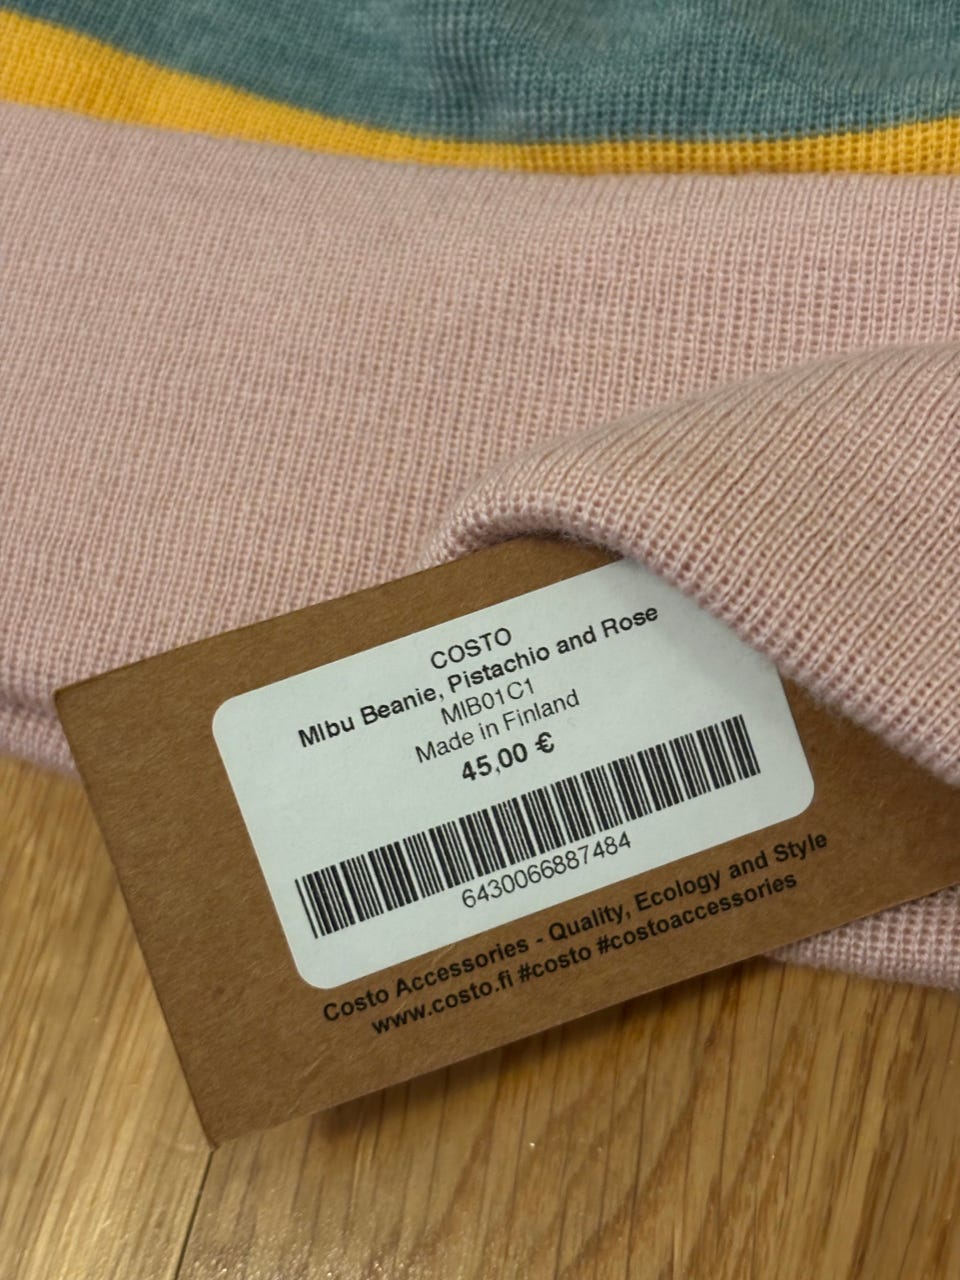 COSTO
MIbu Beanie, Pistachio and Rose
MIB01C1
Made in Finland
45,00 €
6430066887484
Costo Accessories - Quality, Ecology and Style
www.costo.fi #costo #costoaccessories